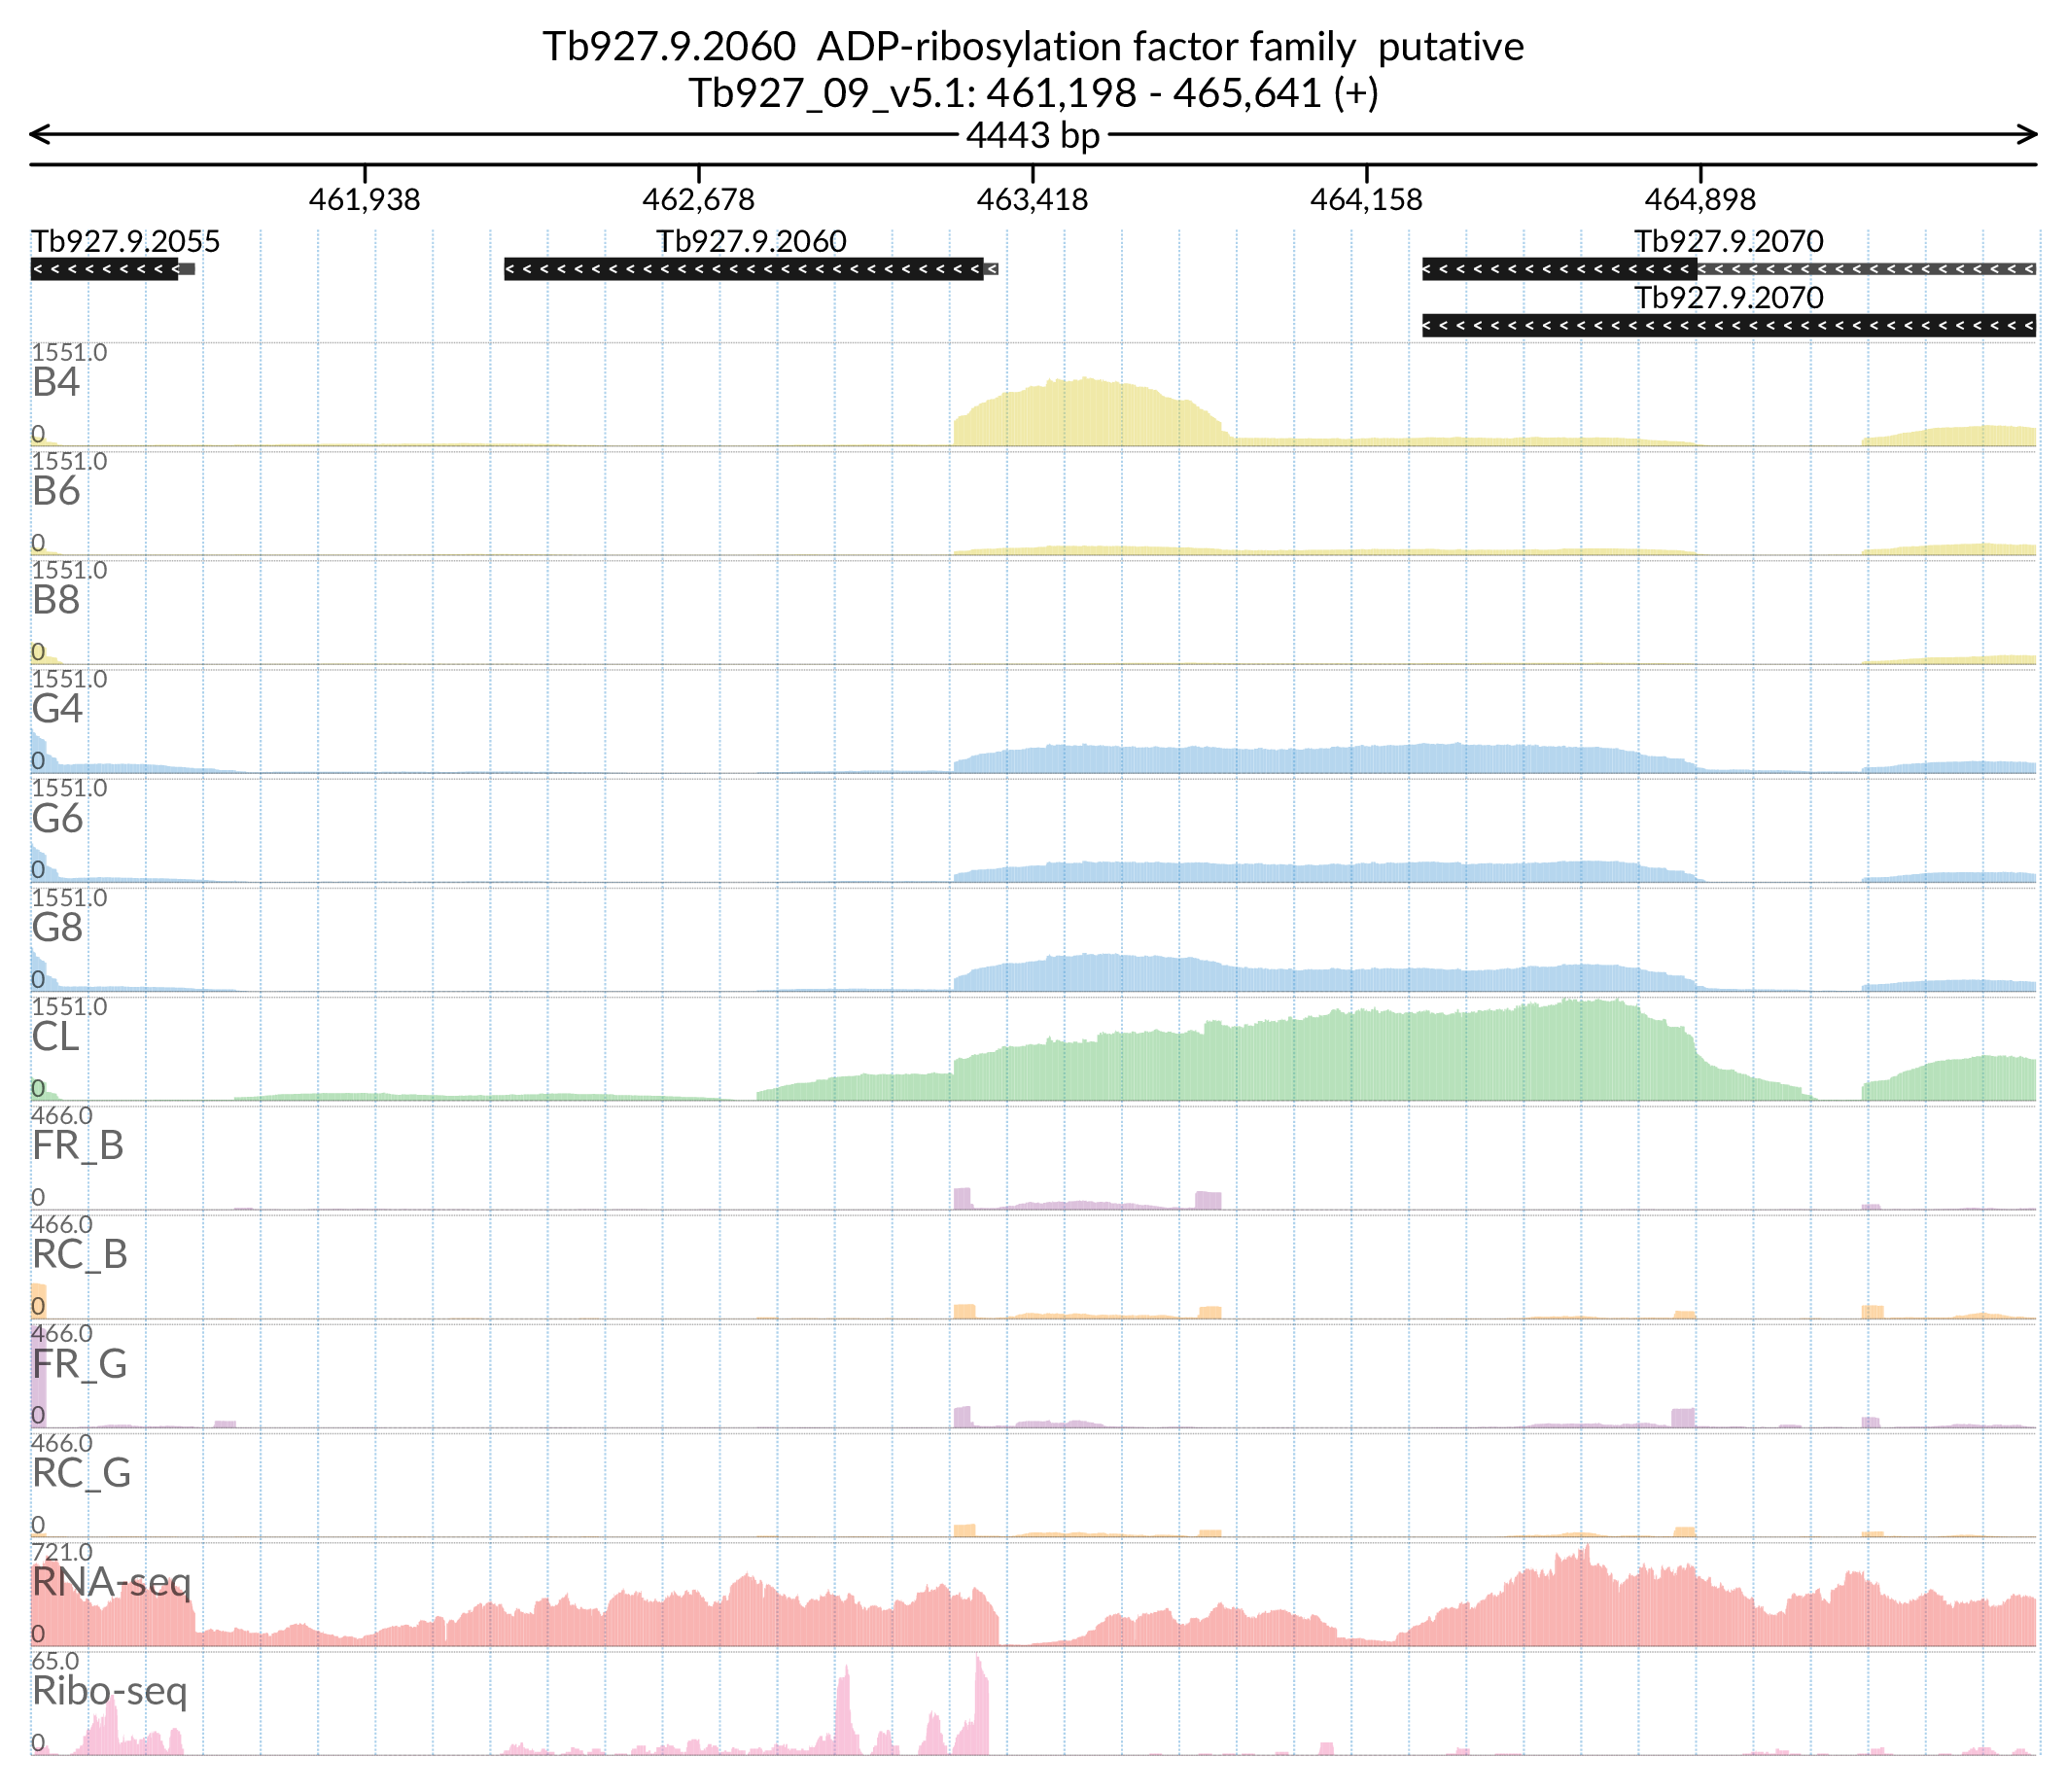 Tb927.9.2060  ADP-ribosylation factor family  putative
Tb927_09_v5.1: 461,198 - 465,641 (+)
4443 bp
461,938 462,678 463,418 464,158 464,898
Tb927.9.2055 Tb927.9.2060 Tb927.9.2070
Tb927.9.2070
1551.0
B4
0
1551.0
B6
0
1551.0
B8
0
1551.0
G4
0
1551.0
G6
0
1551.0
G8
0
1551.0
CL
0
466.0
FR_B
0
466.0
RC_B
0
466.0
FR_G
0
466.0
RC_G
0
721.0
RNA-seq
0
65.0
Ribo-seq
0